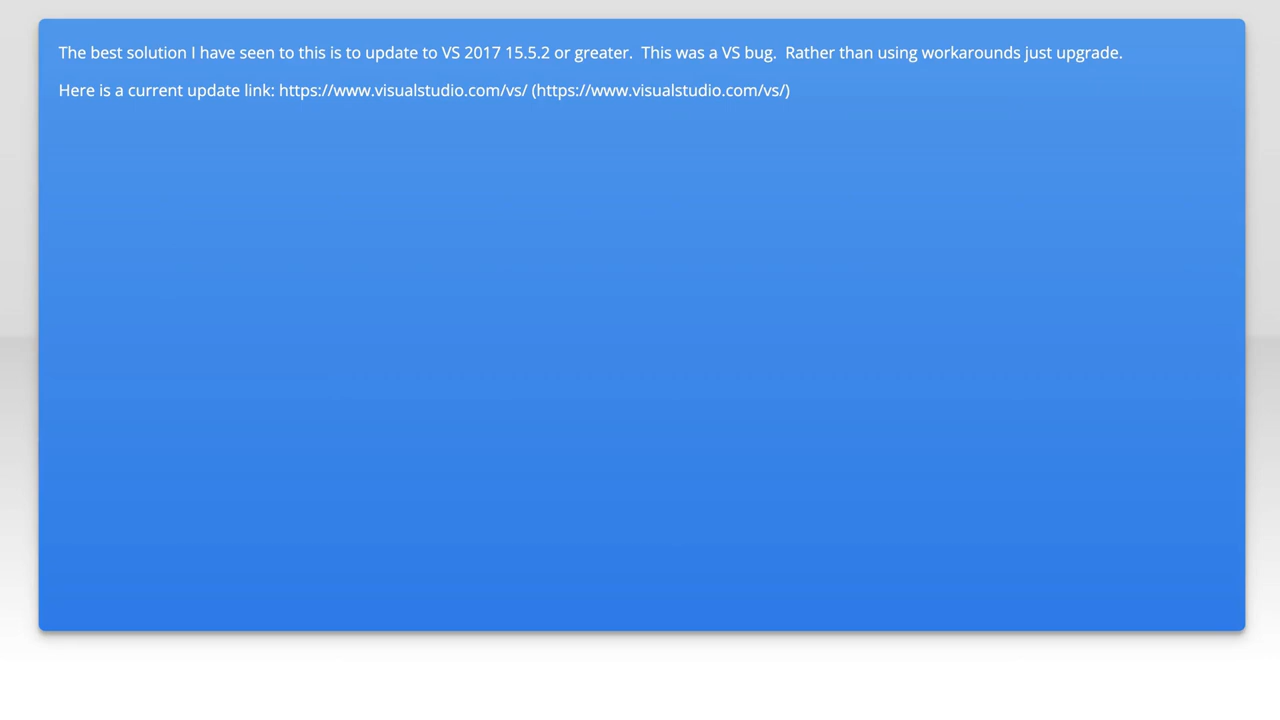 The best solution I have seen to this is to update to VS 2017 15.5.2 or greater.  This was a VS bug.  Rather than using workarounds just upgrade.
Here is a current update link: https://www.visualstudio.com/vs/ (https://www.visualstudio.com/vs/)